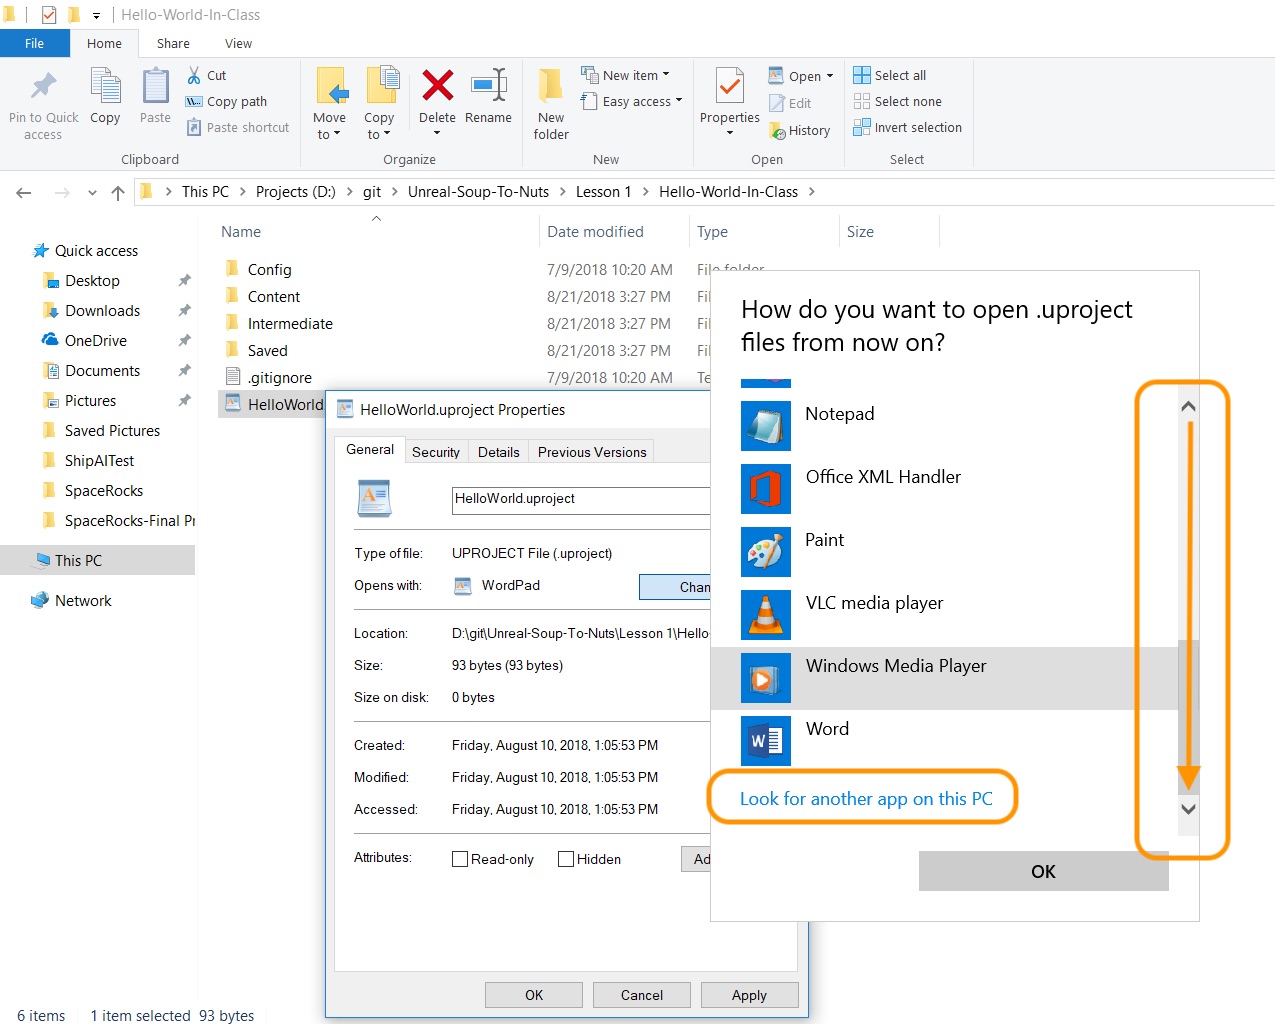 Hello-World-In-Class
File Home Share View
Pin to Quick access
Copy
Paste
Cut
Copy path
Paste shortcut
Clipboard
Move to
Copy to
Delete
Rename
Organize
New folder
New item
Easy access
New
Properties
Open
Edit
History
Open
Select all
Select none
Invert selection
Select
This PC > Projects (D:) > git > Unreal-Soup-To-Nuts > Lesson 1 > Hello-World-In-Class >
Name Date modified Type Size
Quick access
Desktop
Downloads
OneDrive
Documents
Pictures
Saved Pictures
ShipAITest
SpaceRocks
SpaceRocks-Final Pr
This PC
Network
Config 7/9/2018 10:20 AM File folder
Content 8/21/2018 3:27 PM Fil
Intermediate 8/21/2018 3:27 PM Fil
Saved 8/21/2018 3:27 PM Fil
.gitignore 7/9/2018 10:20 AM Te
HelloWorld
HelloWorld.uproject Properties
General Security Details Previous Versions
HelloWorld.uproject
Type of file: UPROJECT File (.uproject)
Opens with: WordPad Chan
Location: D:\git\Unreal-Soup-To-Nuts\Lesson 1\Hello-
Size: 93 bytes (93 bytes)
Size on disk: 0 bytes
Created: Friday, August 10, 2018, 1:05:53 PM
Modified: Friday, August 10, 2018, 1:05:53 PM
Accessed: Friday, August 10, 2018, 1:05:53 PM
Attributes: Read-only Hidden Ad
OK Cancel Apply
How do you want to open .uproject
files from now on?
Notepad
Office XML Handler
Paint
VLC media player
Windows Media Player
Word
Look for another app on this PC
OK
6 items 1 item selected 93 bytes